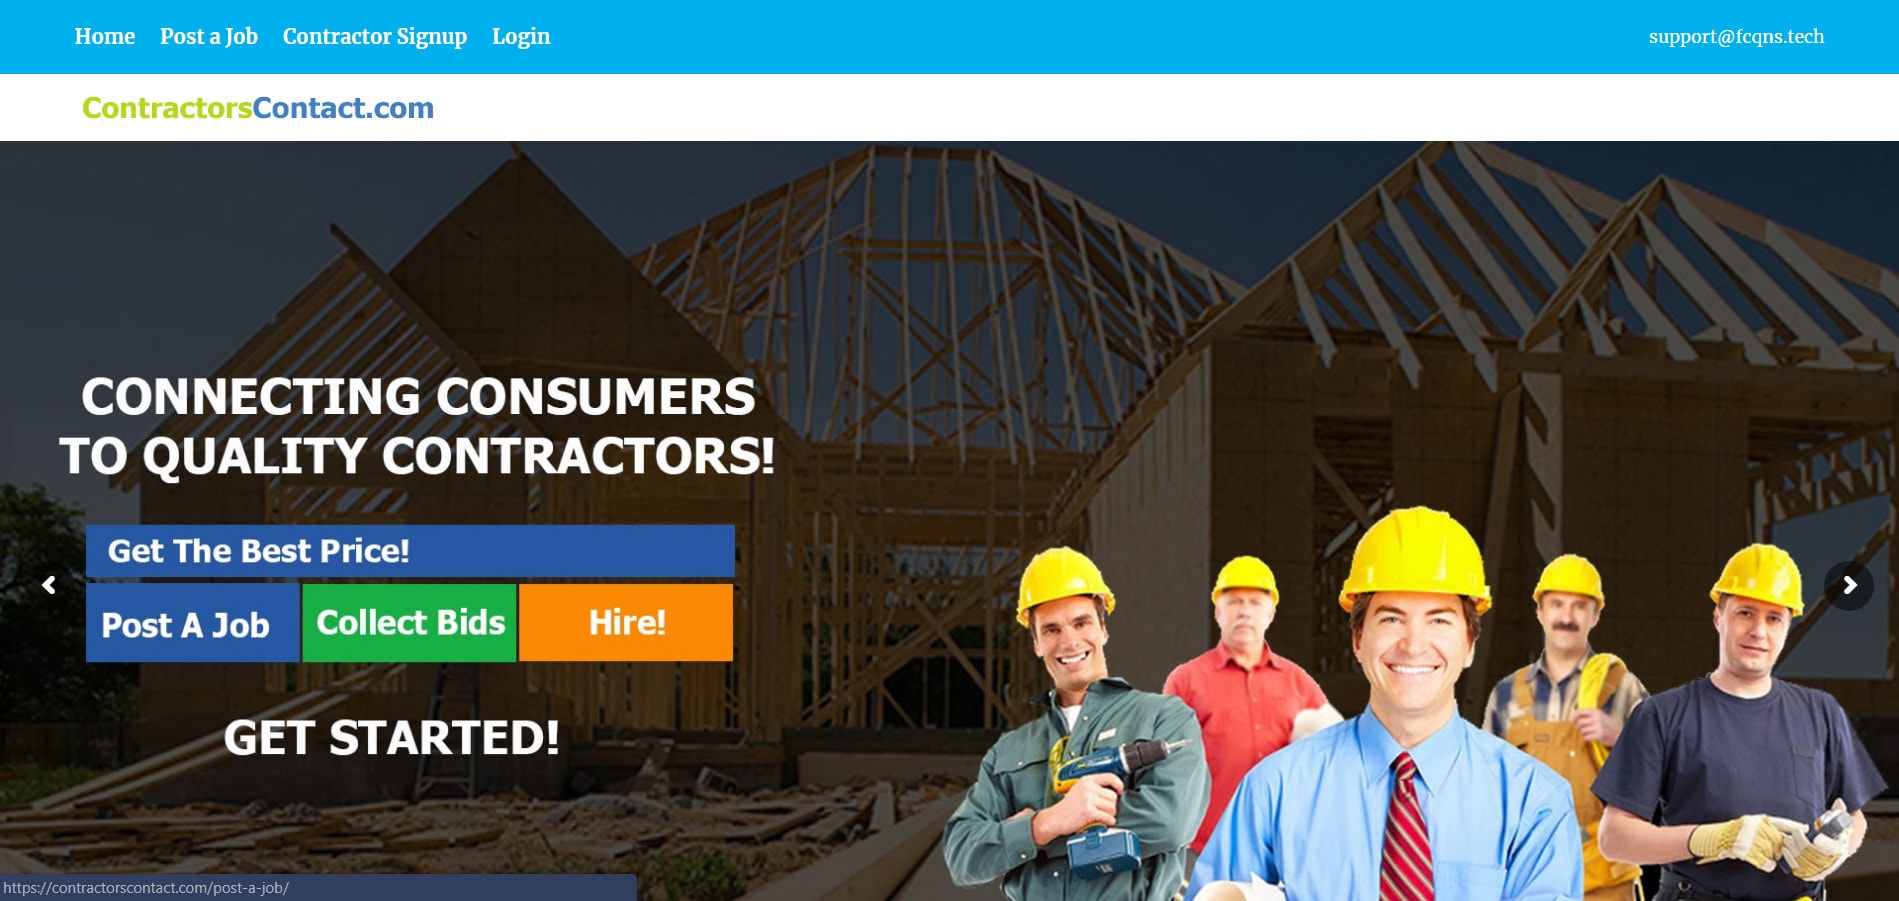 Home Post a Job Contractor Signup Login support@fcqns.tech
ContractorsContact.com
CONNECTING CONSUMERS
TO QUALITY CONTRACTORS!
Get The Best Price!
Post A Job Collect Bids Hire!
GET STARTED!
https://contractorscontact.com/post-a-job/